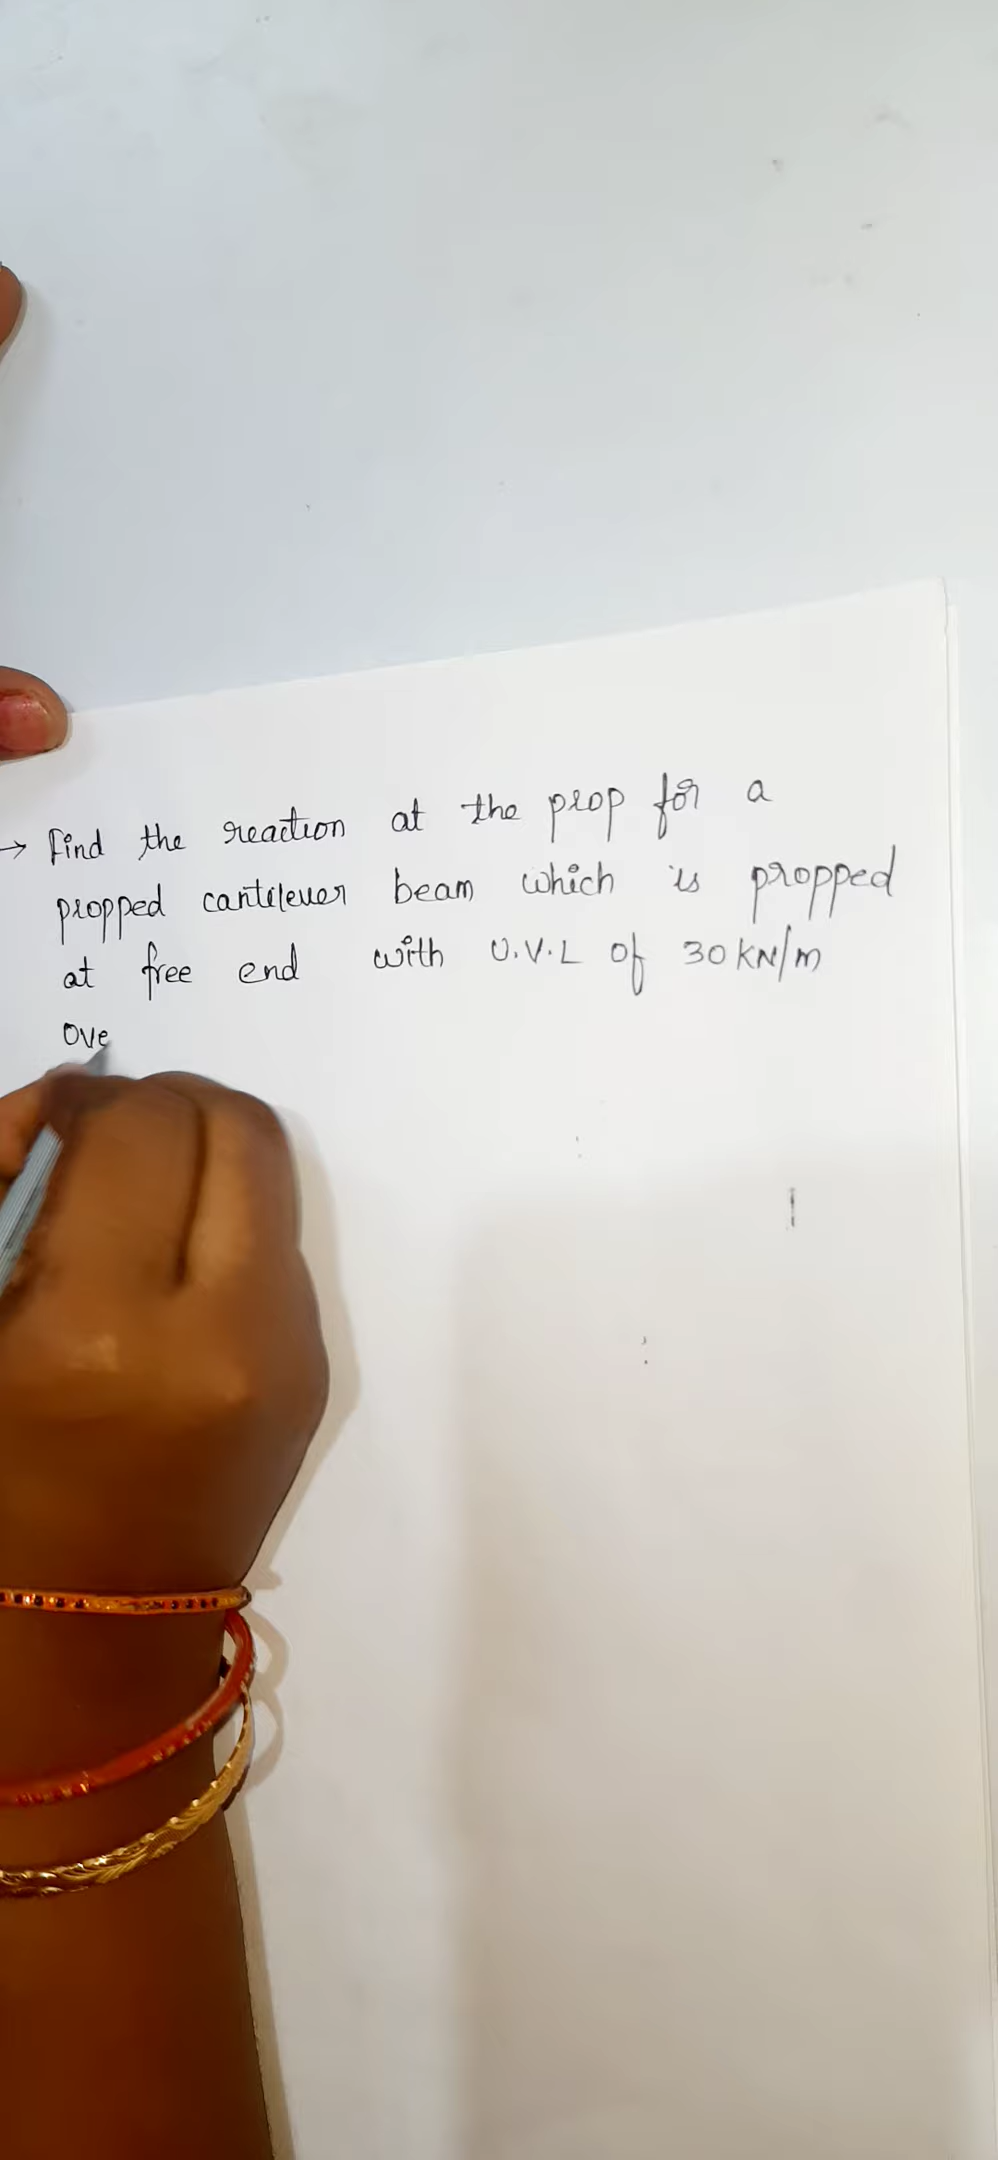 → Find the reaction at the prop for a
propped cantilever beam which is propped
at free end with U.V.L of 30 kN/m
Ove